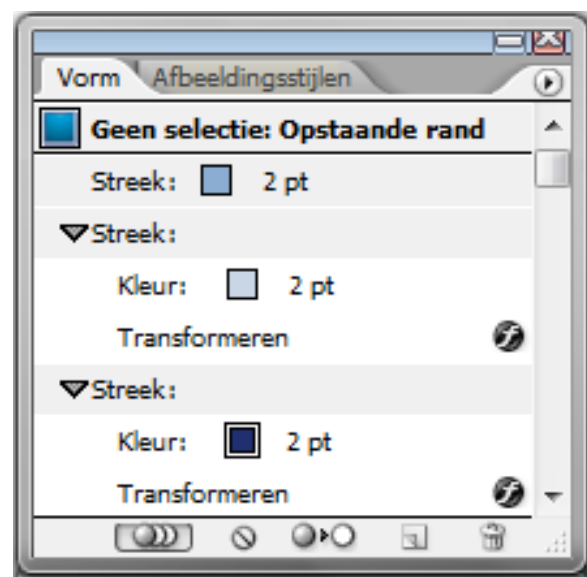 Vorm Afbeeldingsstijlen
Geen selectie: Opstaande rand
Streek: 2 pt
Streek:
Kleur: 2 pt
Transformeren
Streek:
Kleur: 2 pt
Transformeren